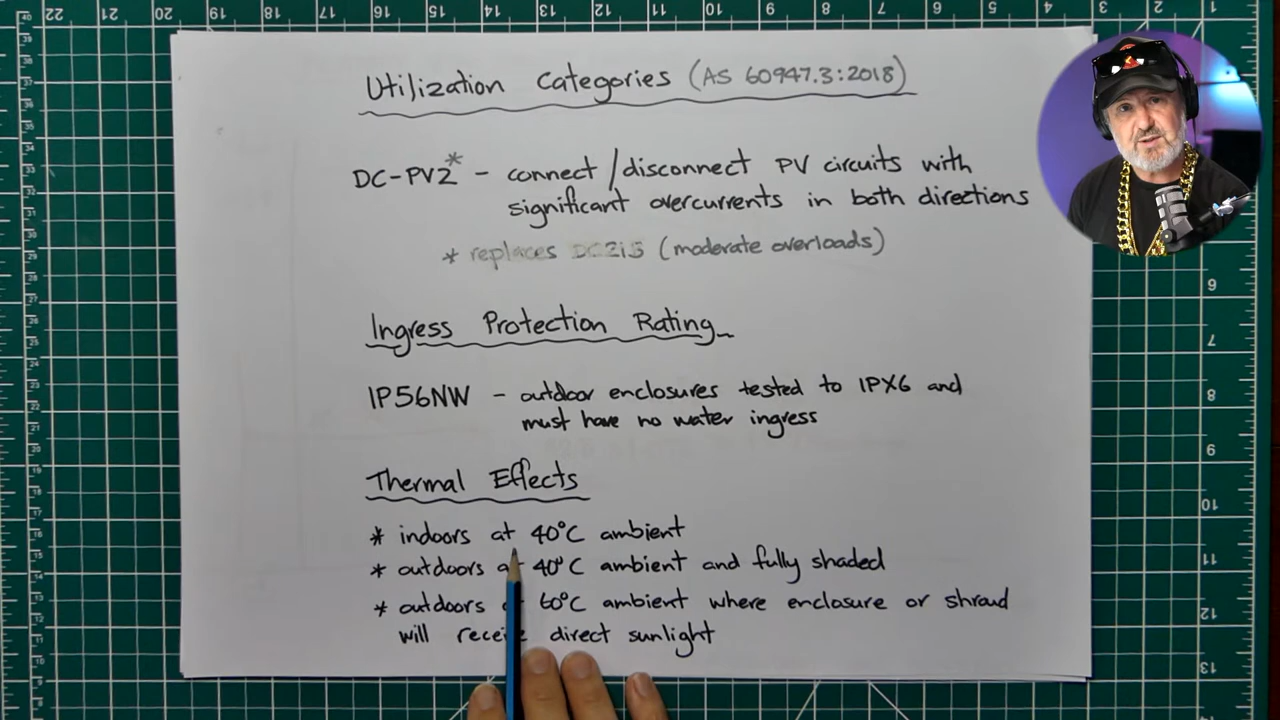 Utilization Categories (AS 60947.3:2018)
DC-PV2* - connect/disconnect PV circuits with
significant overcurrents in both directions
* replaces DC21B (moderate overloads)
Ingress Protection Rating
IP56NW - outdoor enclosures tested to IPX6 and
must have no water ingress
Thermal Effects
* indoors at 40°C ambient
* outdoors at 40°C ambient and fully shaded
* outdoors 60°C ambient where enclosure or shroud
will receive direct sunlight